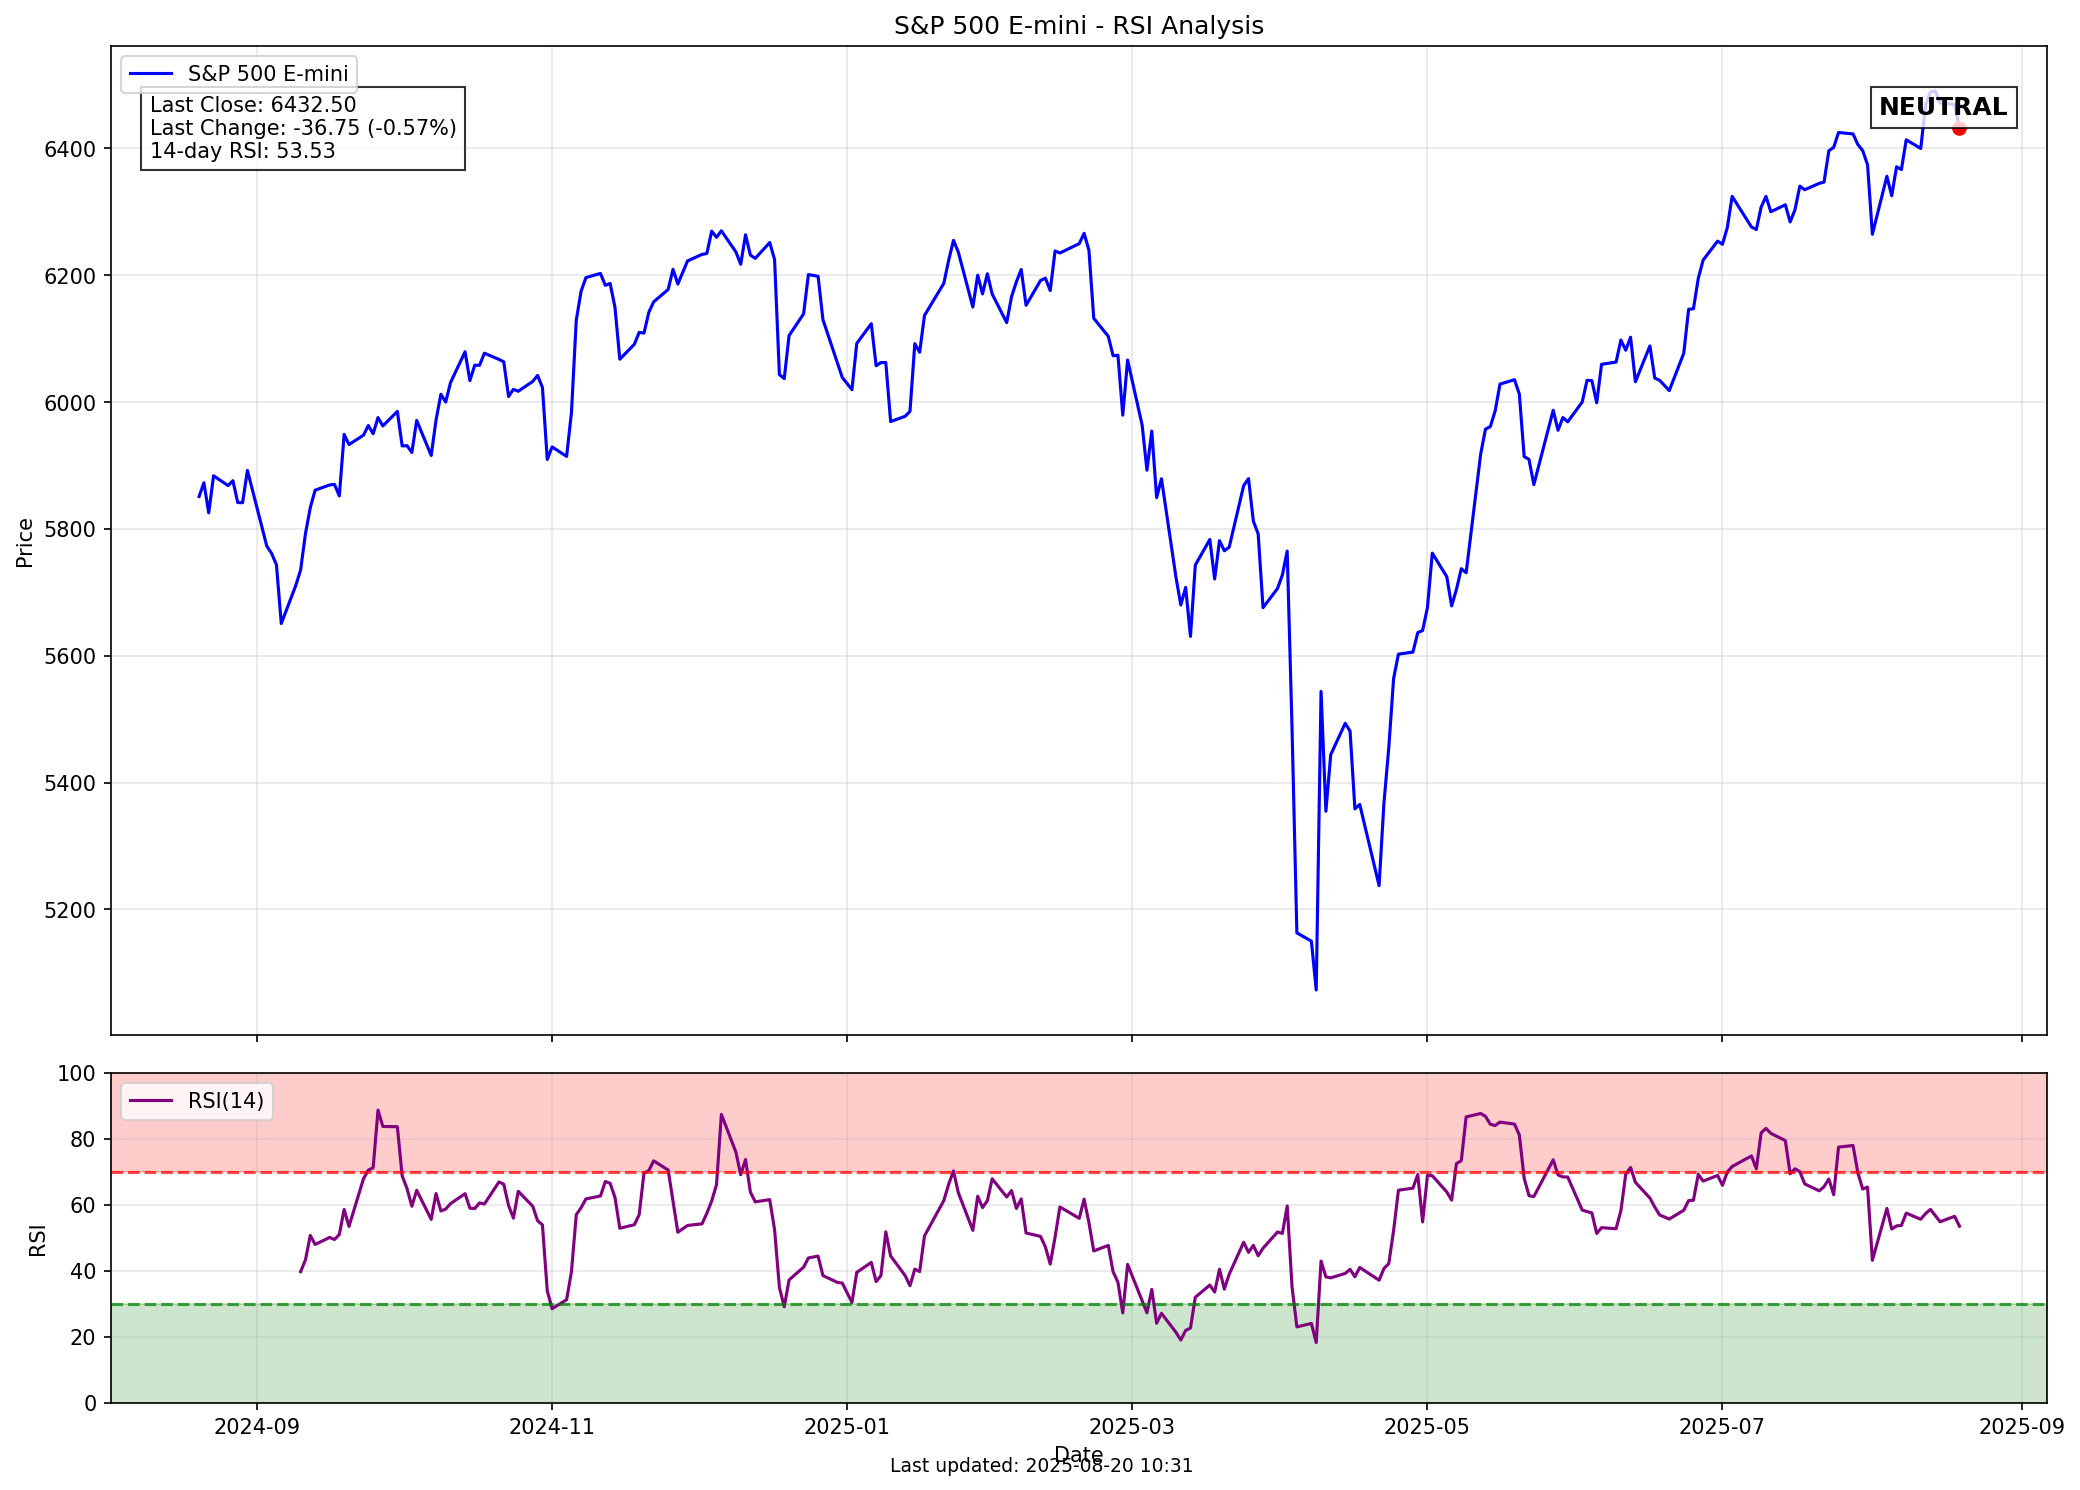 S&P 500 E-mini - RSI Analysis
S&P 500 E-mini
Last Close: 6432.50
Last Change: -36.75 (-0.57%)
14-day RSI: 53.53
NEUTRAL
Price
6400
6200
6000
5800
5600
5400
5200
RSI(14)
RSI
100
80
60
40
20
0
2024-09
2024-11
2025-01
2025-03
2025-05
2025-07
2025-09
Date
Last updated: 2025-08-20 10:31